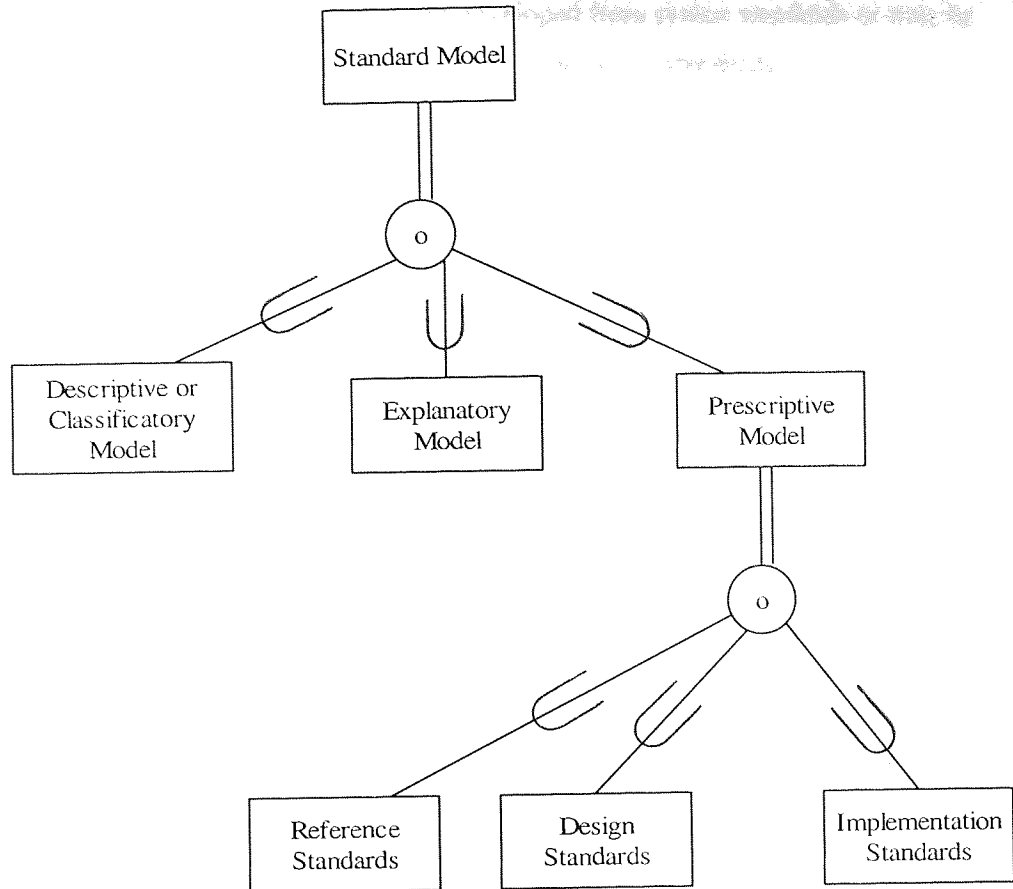 Standard Model
o
Descriptive or
Classificatory
Model
Explanatory
Model
Prescriptive
Model
o
Reference
Standards
Design
Standards
Implementation
Standards